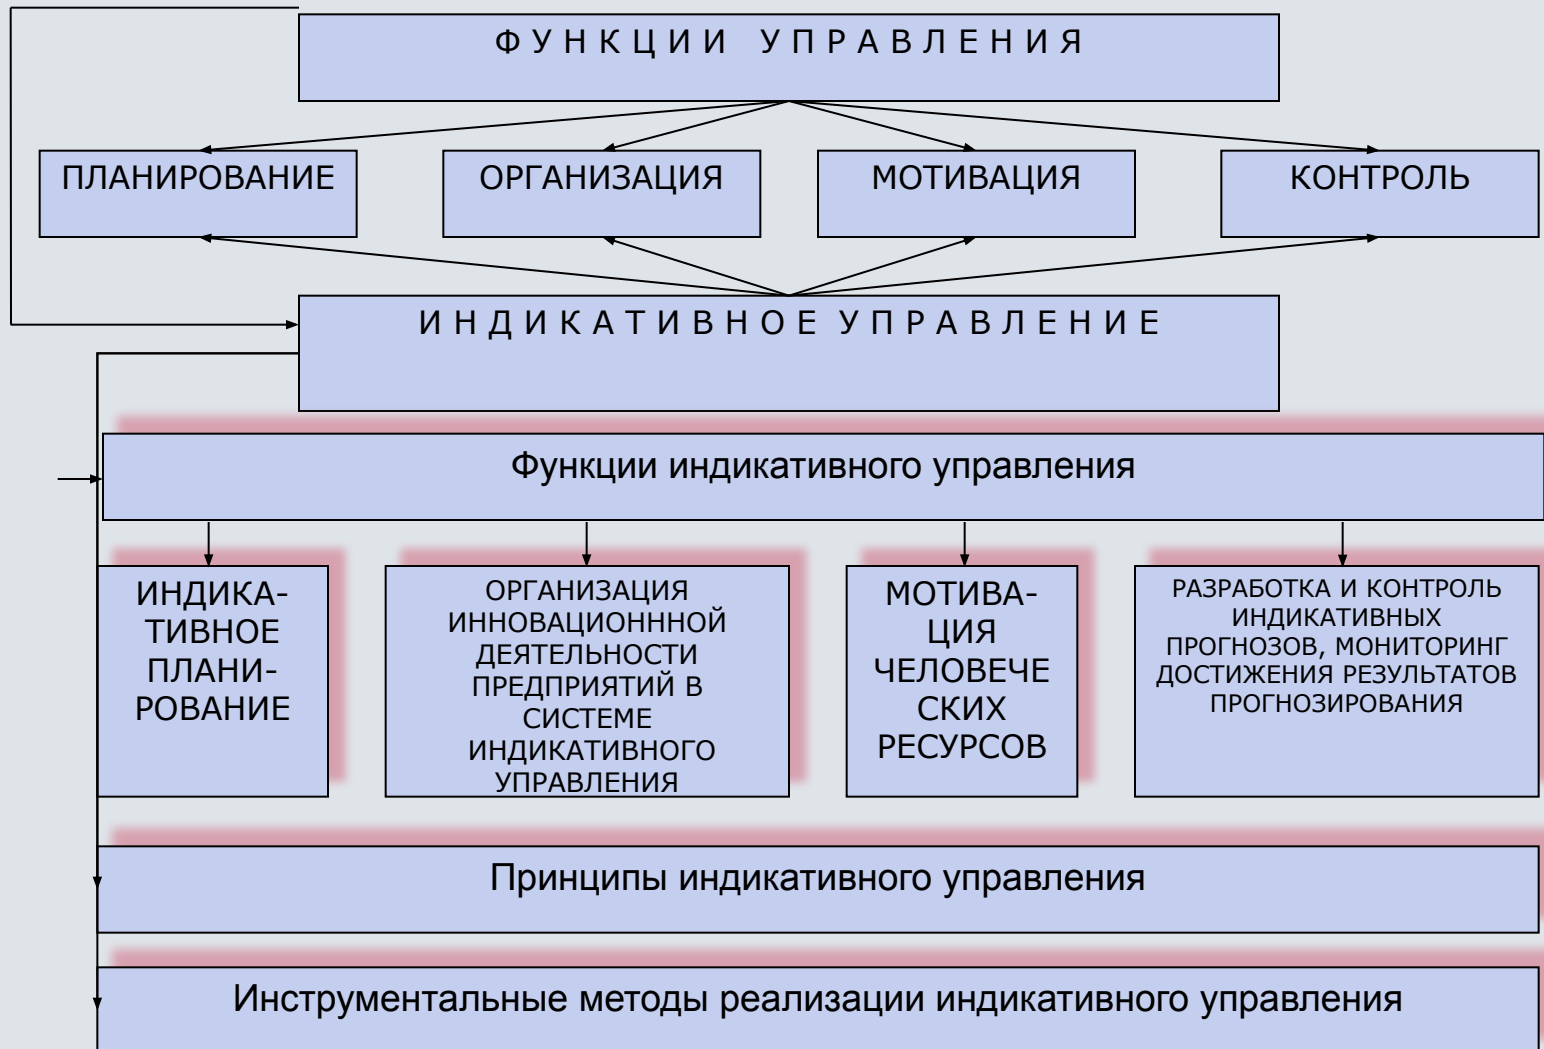 ФУНКЦИИ УПРАВЛЕНИЯ
ПЛАНИРОВАНИЕ
ОРГАНИЗАЦИЯ
МОТИВАЦИЯ
КОНТРОЛЬ
ИНДИКАТИВНОЕ УПРАВЛЕНИЕ
Функции индикативного управления
ИНДИКА-
ТИВНОЕ
ПЛАНИ-
РОВАНИЕ
ОРГАНИЗАЦИЯ
ИННОВАЦИОНННОЙ
ДЕЯТЕЛЬНОСТИ
ПРЕДПРИЯТИЙ В
СИСТЕМЕ
ИНДИКАТИВНОГО
УПРАВЛЕНИЯ
МОТИВА-
ЦИЯ
ЧЕЛОВЕЧЕ
СКИХ
РЕСУРСОВ
РАЗРАБОТКА И КОНТРОЛЬ
ИНДИКАТИВНЫХ
ПРОГНОЗОВ, МОНИТОРИНГ
ДОСТИЖЕНИЯ РЕЗУЛЬТАТОВ
ПРОГНОЗИРОВАНИЯ
Принципы индикативного управления
Инструментальные методы реализации индикативного управления